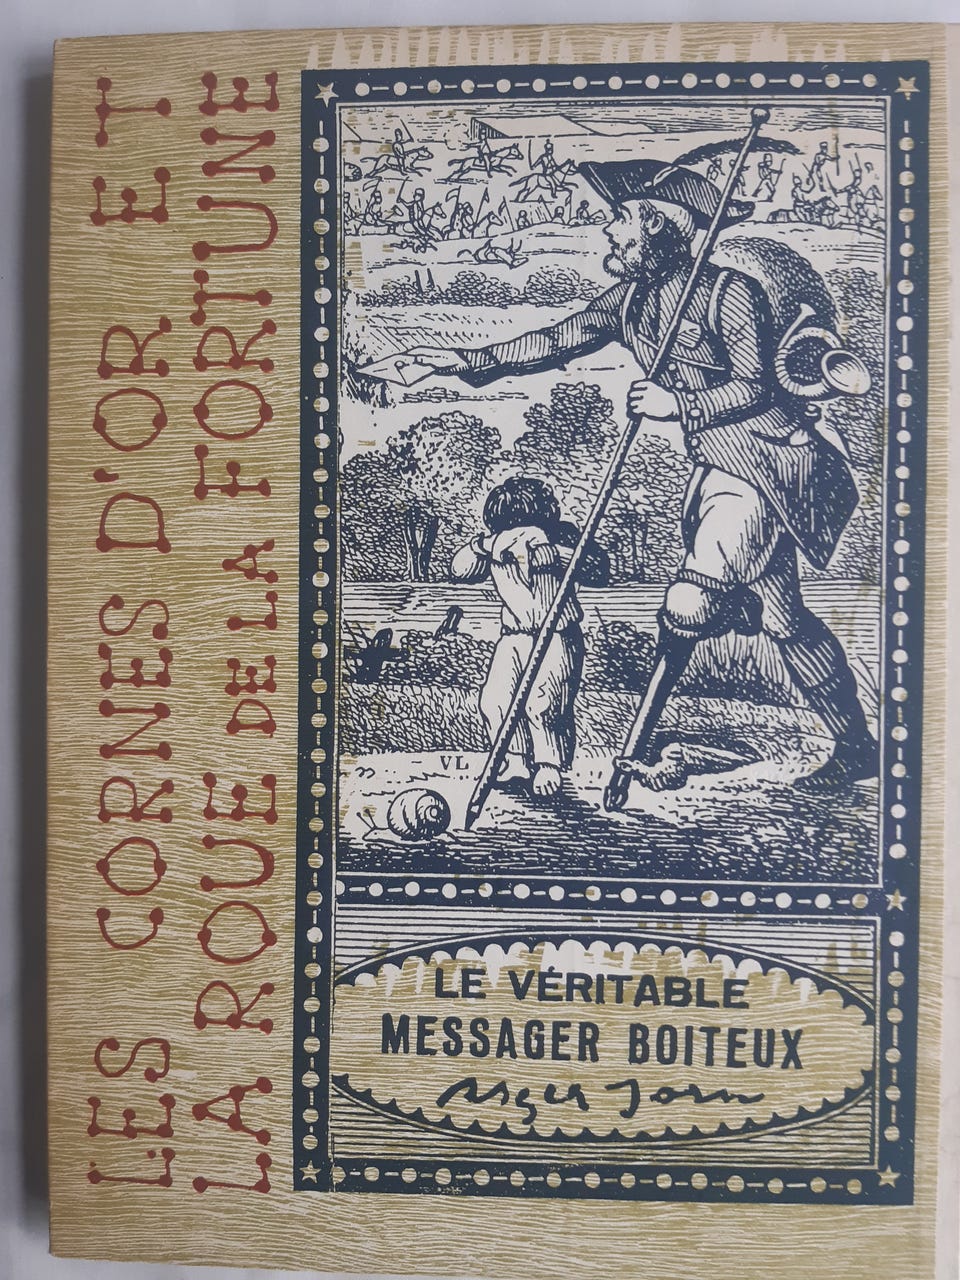 LES CORNES D'OR ET
LA ROUE DE LA FORTUNE
VL
LE VÉRITABLE
MESSAGER BOITEUX
Asger Jorn